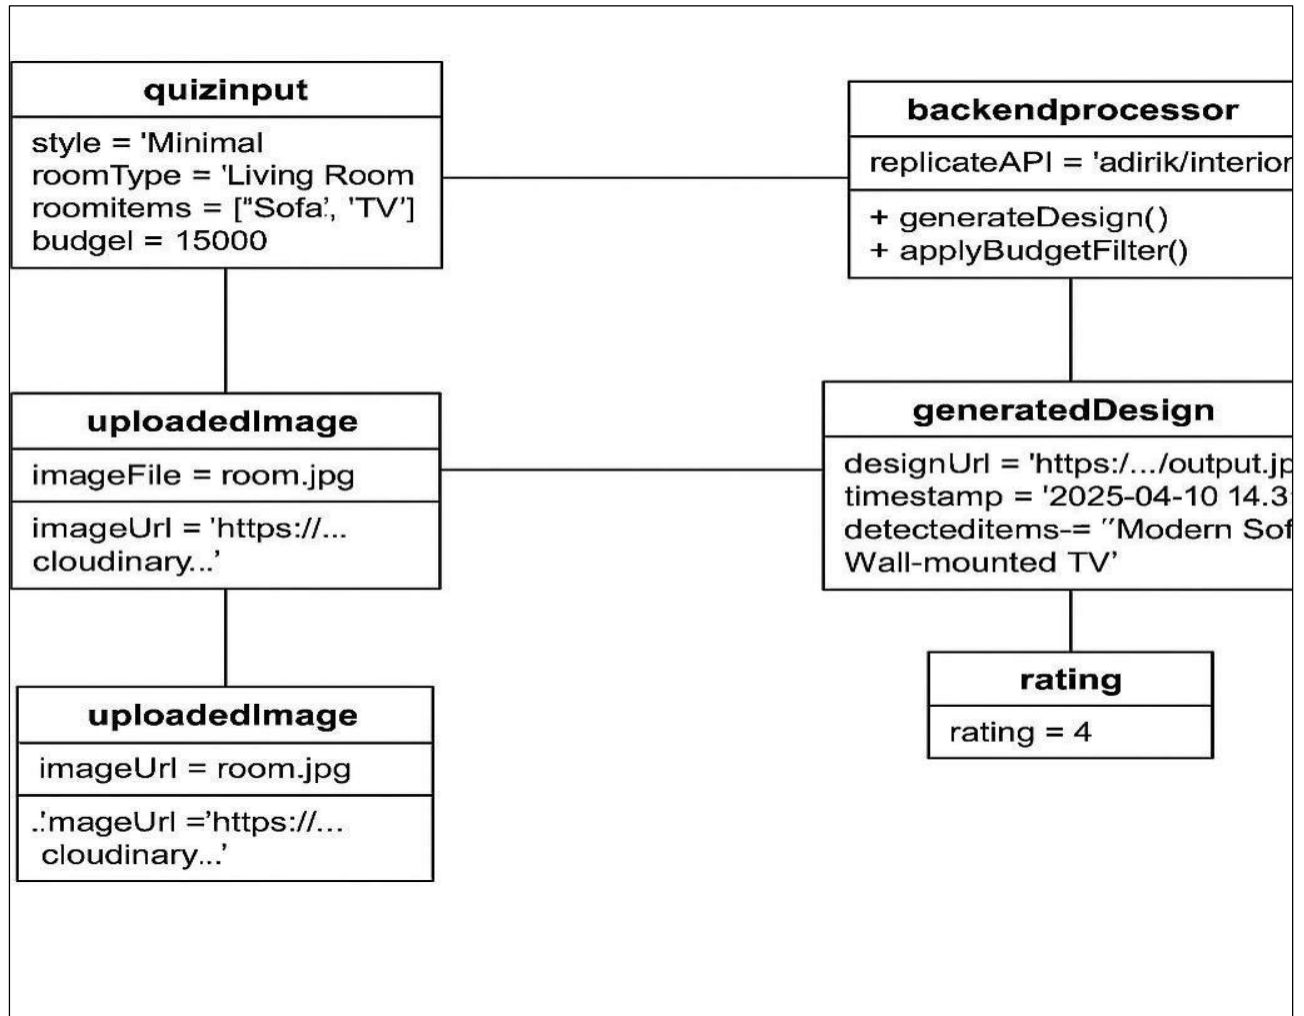 quizinput
style = 'Minimal
roomType = 'Living Room
roomitems = ["Sofa', 'TV']
budgel = 15000
backendprocessor
replicateAPI = 'adirik/interior
+ generateDesign()
+ applyBudgetFilter()
uploadedImage
imageFile = room.jpg
imageUrl = 'https://...
cloudinary...’
generatedDesign
designUrl = 'https:/.../output.jp
timestamp = '2025-04-10 14.3
detecteditems-= ″Modern Sof
Wall-mounted TV’
uploadedImage
imageUrl = room.jpg
.:'mageUrl =’https://...
cloudinary...’
rating
rating = 4